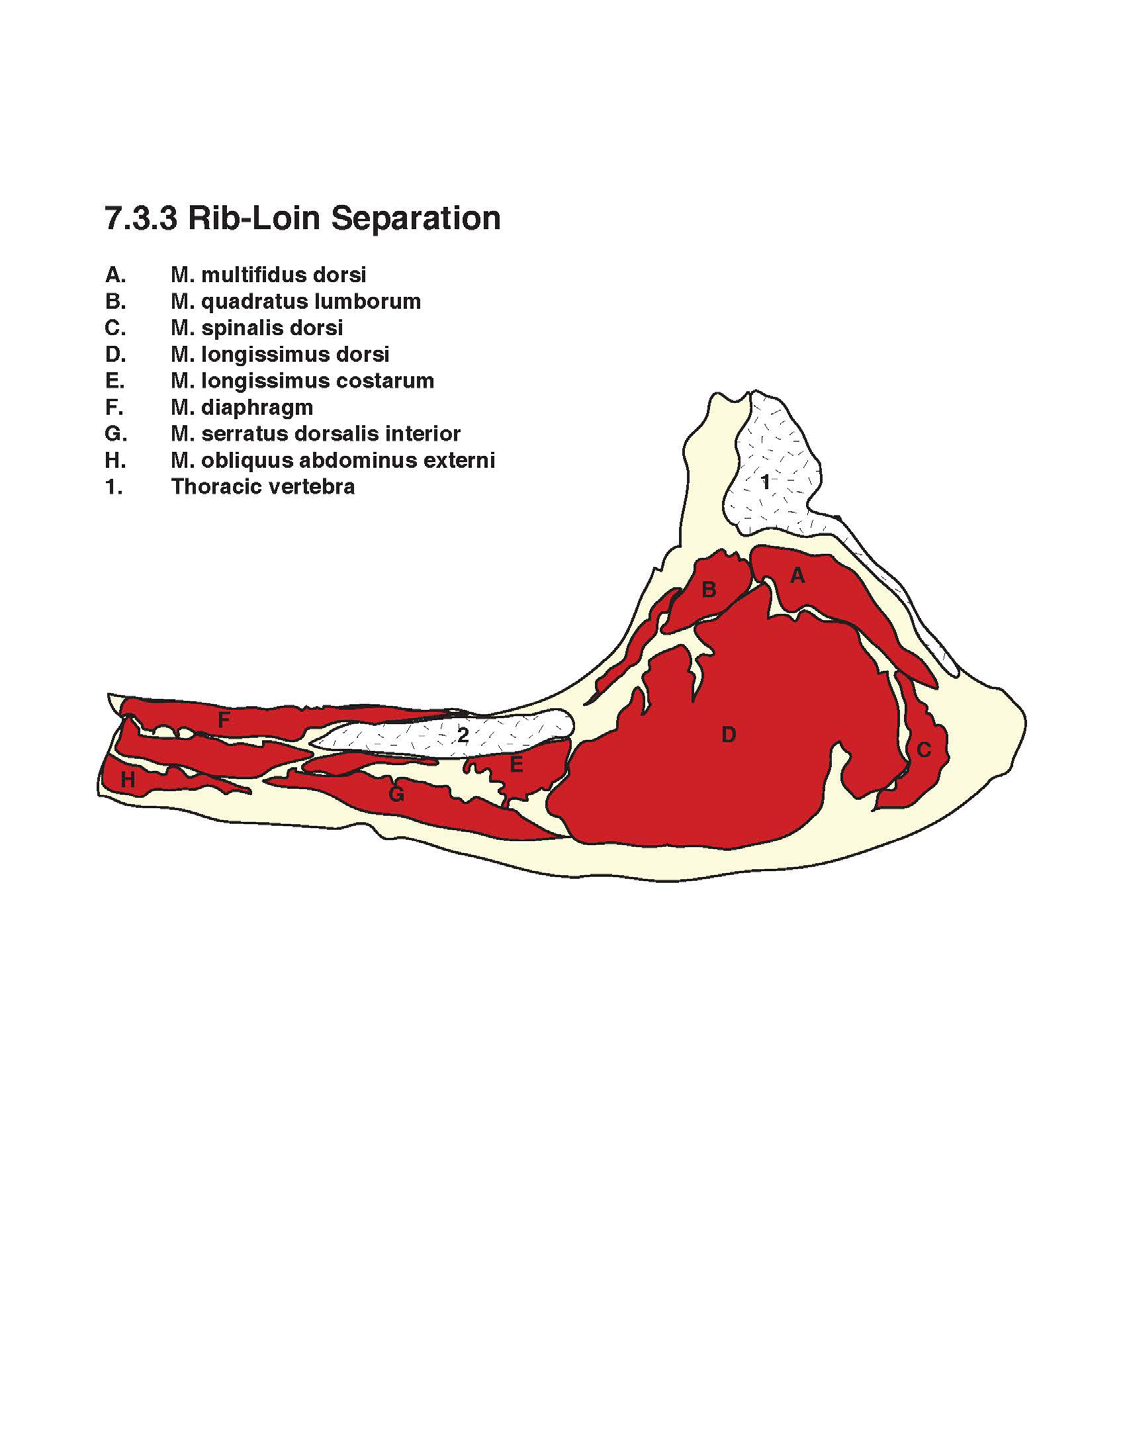 7.3.3 Rib-Loin Separation
A. M. multifidus dorsi
B. M. quadratus lumborum
C. M. spinalis dorsi
D. M. longissimus dorsi
E. M. longissimus costarum
F. M. diaphragm
G. M. serratus dorsalis interior
H. M. obliquus abdominus externi
1. Thoracic vertebra
1
A
B
F
2
D
E
C
H
G